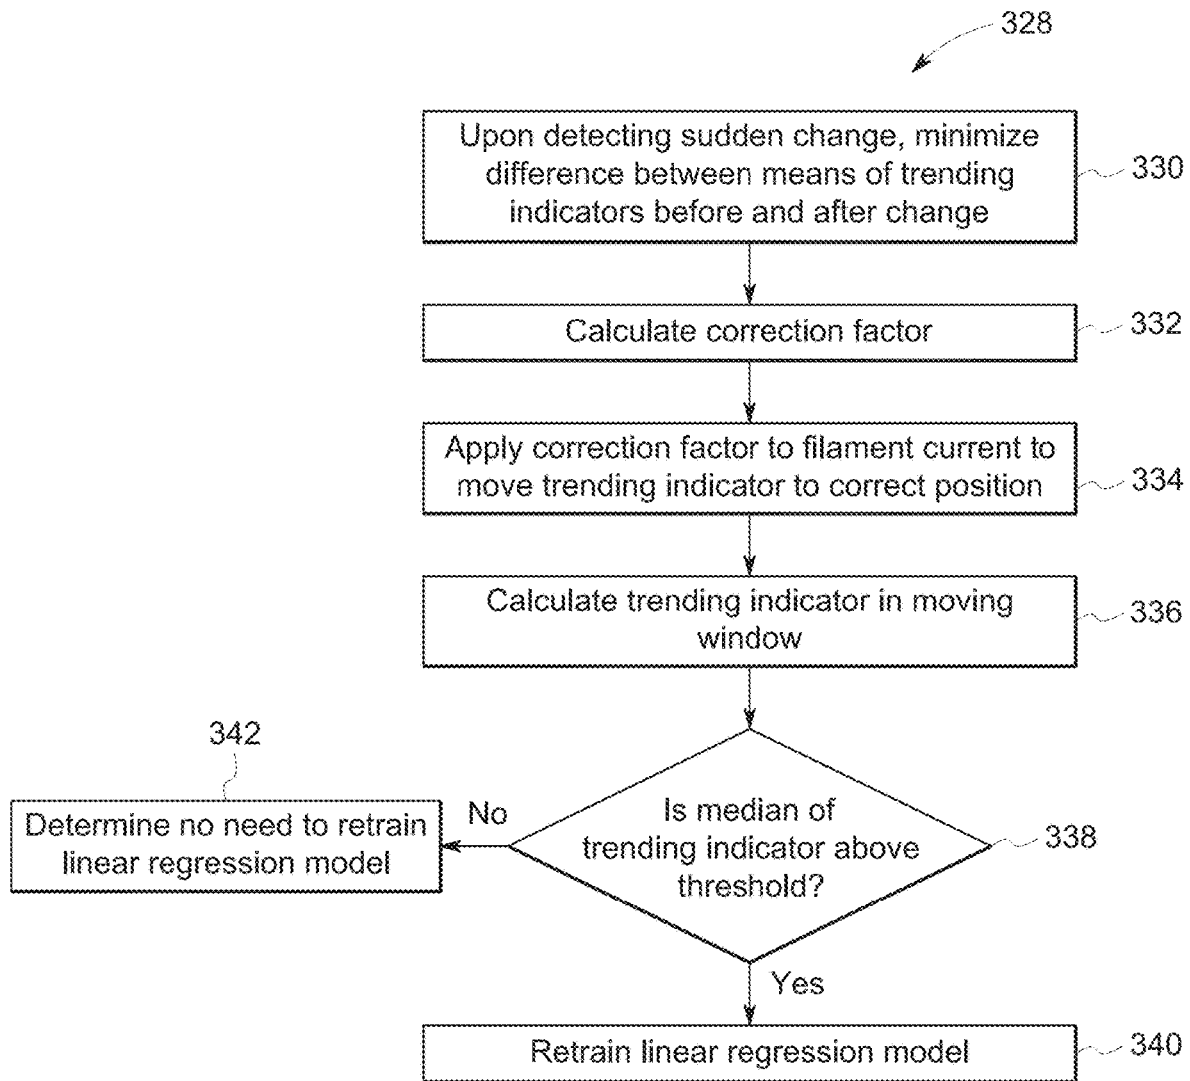 328
Upon detecting sudden change, minimize
difference between means of trending
indicators before and after change
330
Calculate correction factor
332
Apply correction factor to filament current to
move trending indicator to correct position
334
Calculate trending indicator in moving
window
336
342
Determine no need to retrain
linear regression model
No
Is median of
trending indicator above
threshold?
338
Yes
Retrain linear regression model
340